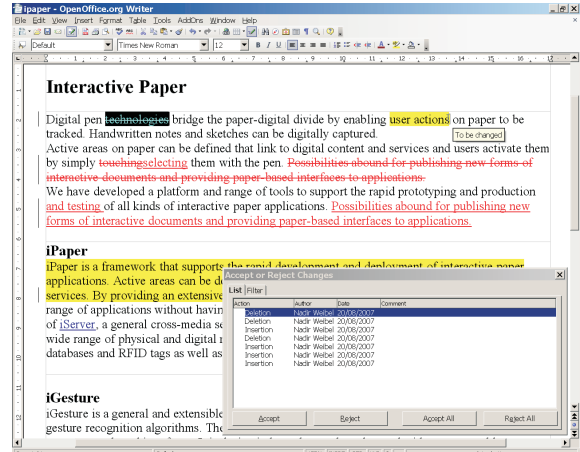 ipaper - OpenOffice.org Writer
File Edit View Insert Format Table Tools AddOns Window Help
Default Times New Roman 12 B I U
Interactive Paper
Digital pen technologies bridge the paper-digital divide by enabling user actions on paper to be
tracked. Handwritten notes and sketches can be digitally captured.
To be changed
Active areas on paper can be defined that link to digital content and services and users activate them
by simply touchingselecting them with the pen. Possibilities abound for publishing new forms of
interactive documents and providing paper-based interfaces to applications.
We have developed a platform and range of tools to support the rapid prototyping and production
and testing of all kinds of interactive paper applications. Possibilities abound for publishing new
forms of interactive documents and providing paper-based interfaces to applications.
iPaper
iPaper is a framework that supports the rapid development and deployment of interactive paper
applications. Active areas can be de
services. By providing an extensive
range of applications without havin
of iServer, a general cross-media se
wide range of physical and digital r
databases and RFID tags as well as
iGesture
iGesture is a general and extensible
gesture recognition algorithms. The
Accept or Reject Changes
List Filter
Action Author Date Comment
Deletion Nadir Weibel 20/08/2007
Deletion Nadir Weibel 20/08/2007
Insertion Nadir Weibel 20/08/2007
Deletion Nadir Weibel 20/08/2007
Insertion Nadir Weibel 20/08/2007
Insertion Nadir Weibel 20/08/2007
Accept Reject Accept All Reject All